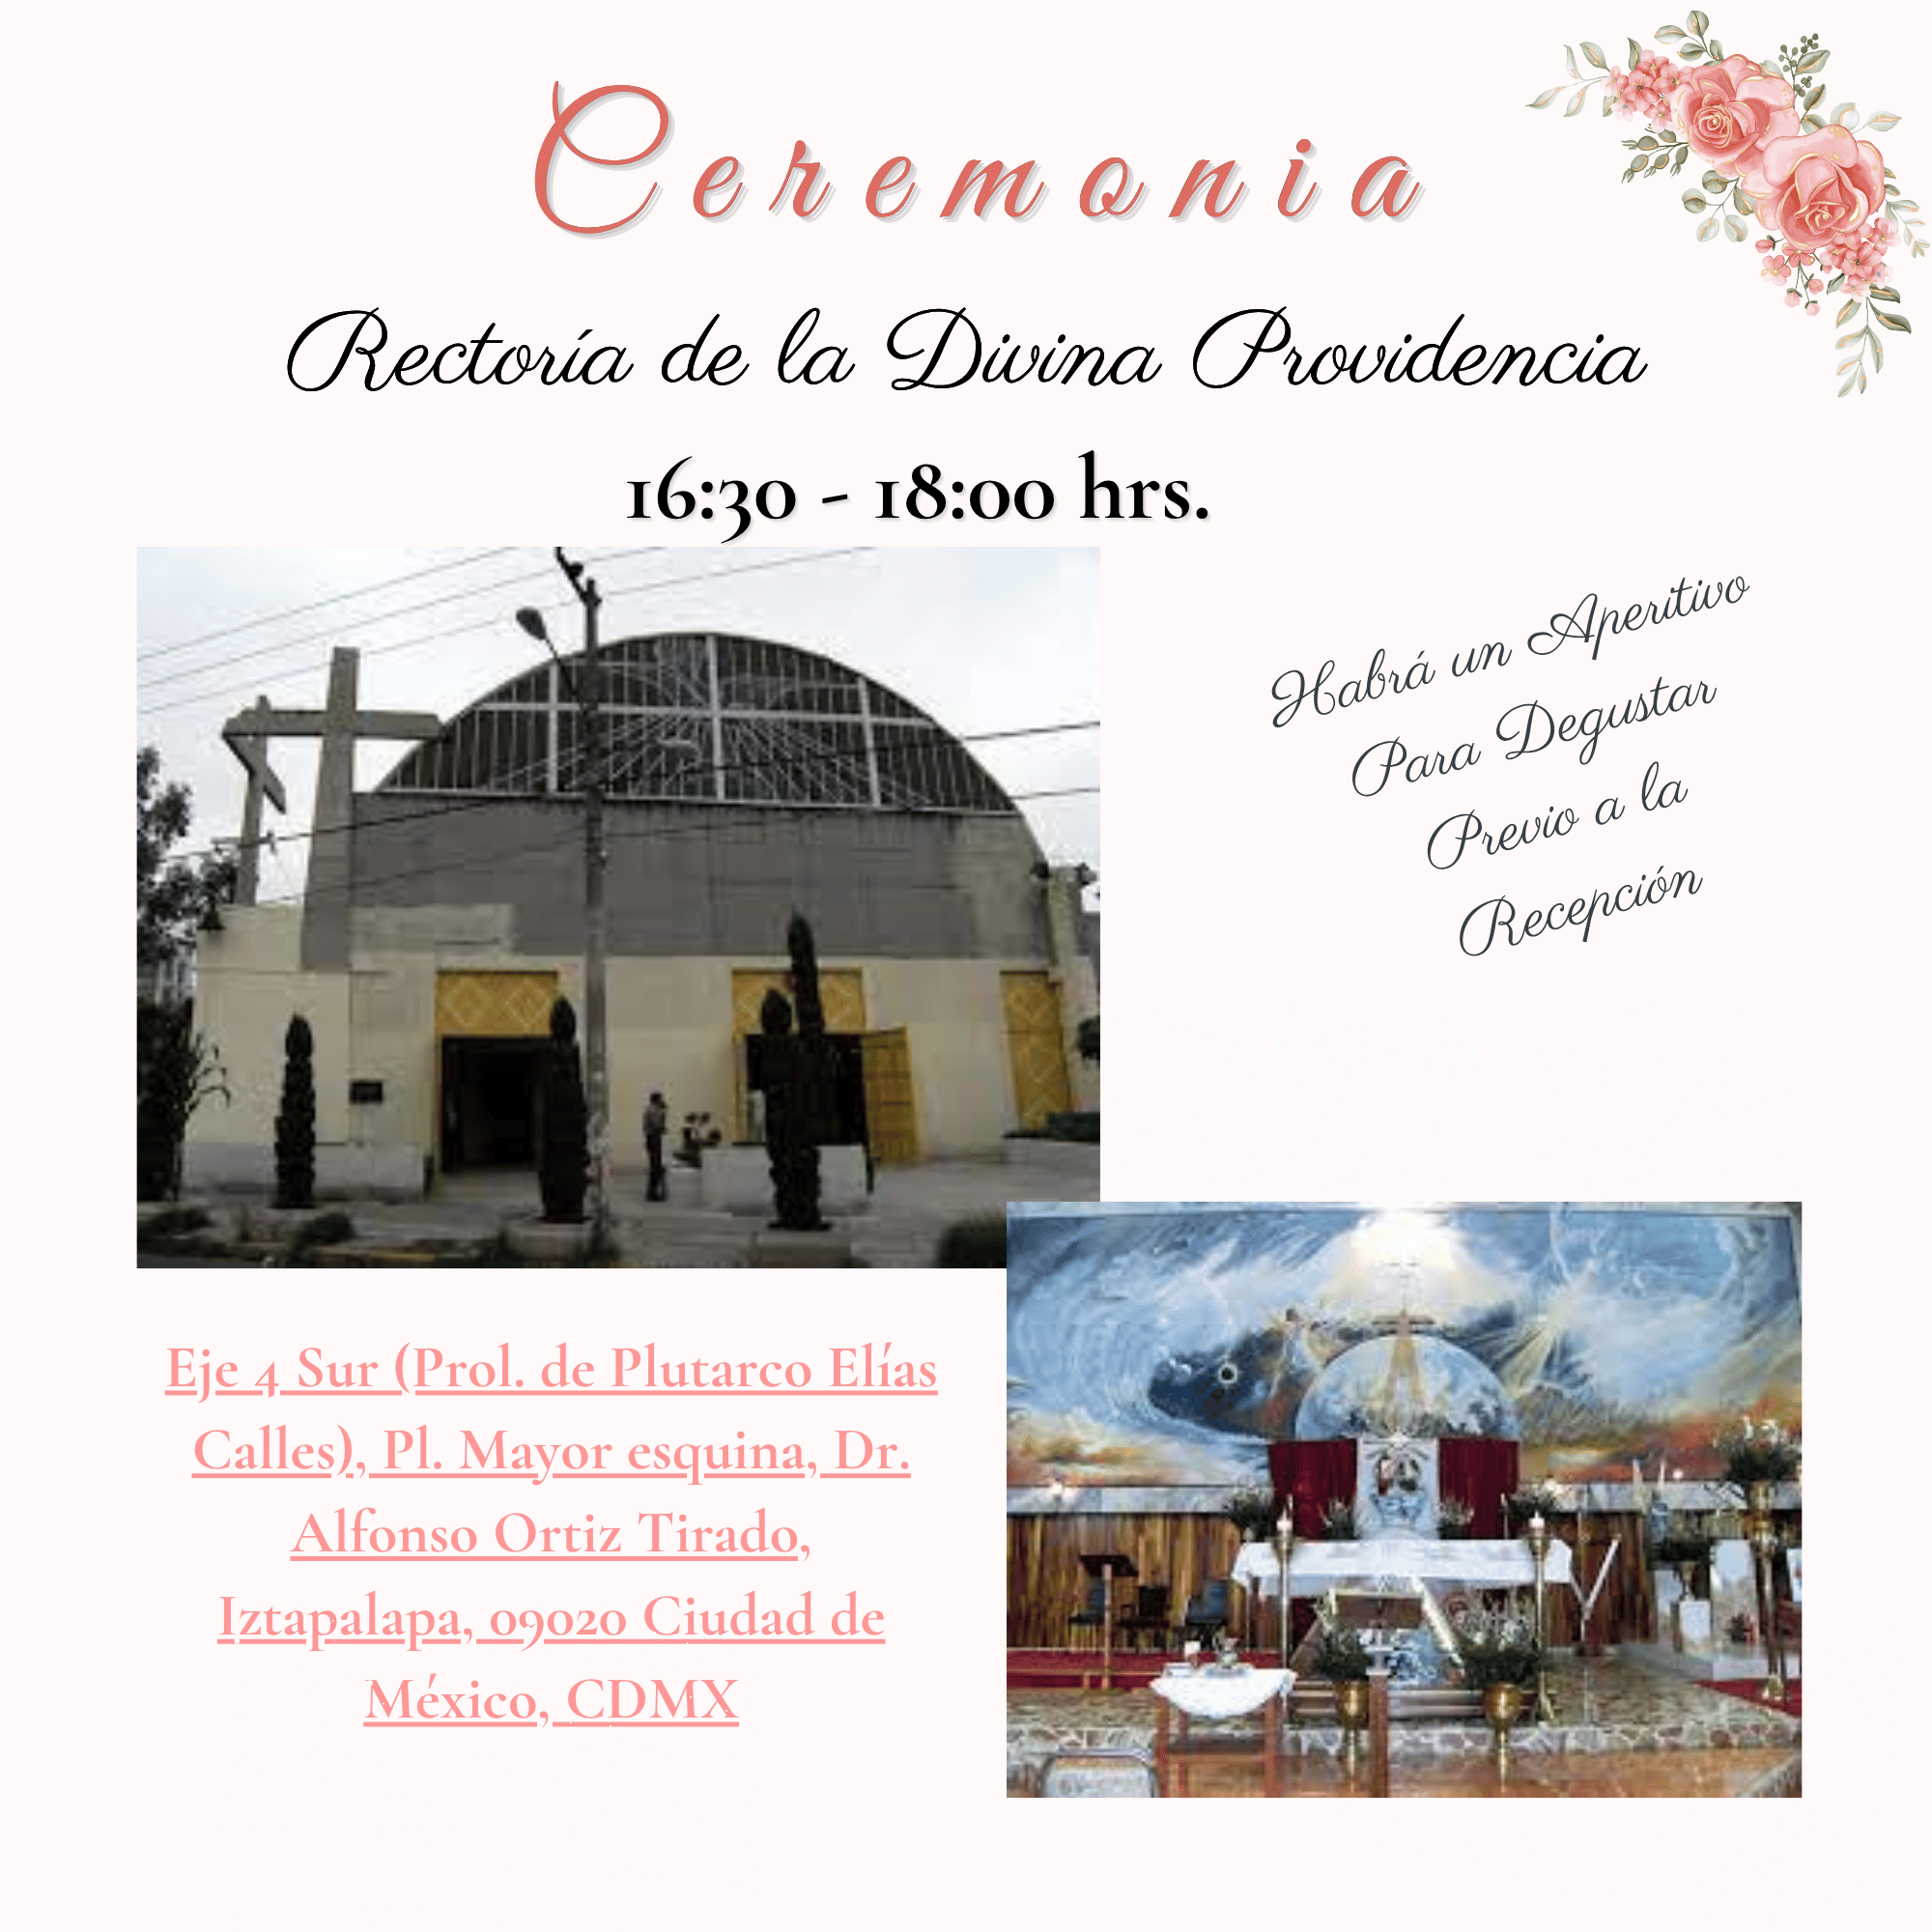 Ceremonia
Rectoría de la Divina Providencia
16:30 - 18:00 hrs.
Habrá un Aperitivo
Para Degustar
Previo a la
Recepción
Eje 4 Sur (Prol. de Plutarco Elías
Calles), Pl. Mayor esquina, Dr.
Alfonso Ortiz Tirado,
Iztapalapa, 09020 Ciudad de
México, CDMX